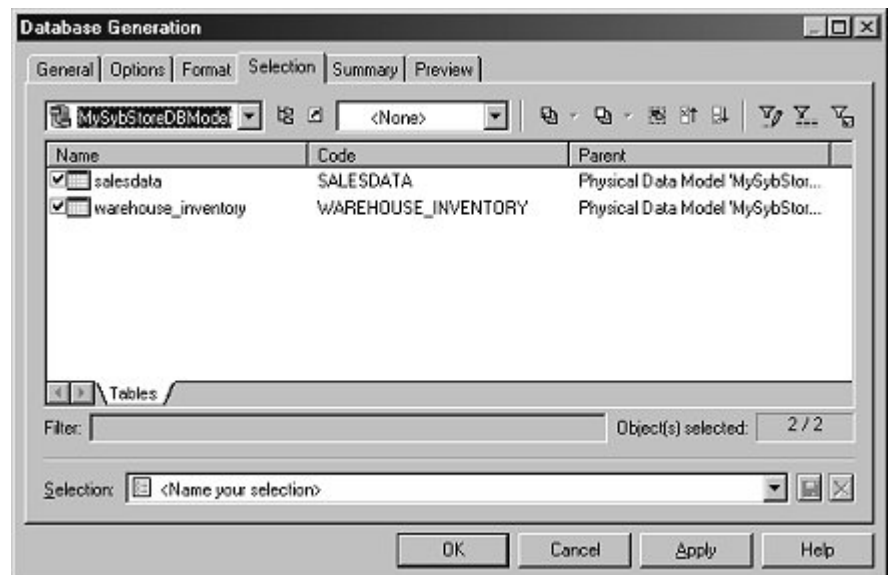 Database Generation
General Options Format Selection Summary Preview
MySybStoreDBModel <None>
Name Code Parent
salesdata SALESDATA Physical Data Model 'MySybStor...
warehouse_inventory WAREHOUSE_INVENTORY Physical Data Model 'MySybStor...
Tables
Filter: Object(s) selected: 2 / 2
Selection: <Name your selection>
OK Cancel Apply Help